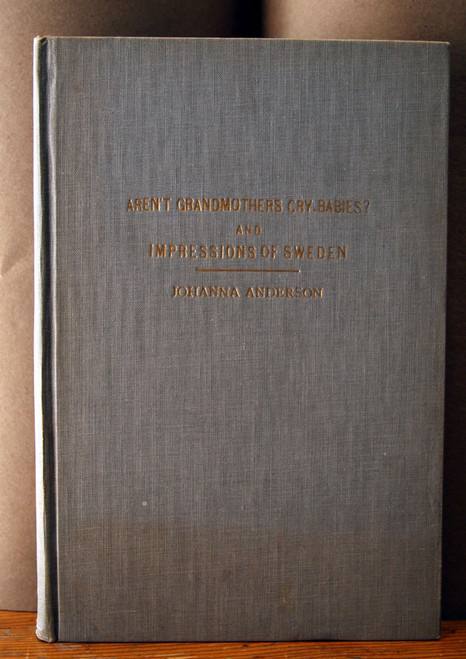 AREN'T GRANDMOTHERS CRY-BABIES?
AND
IMPRESSIONS OF SWEDEN
JOHANNA ANDERSON